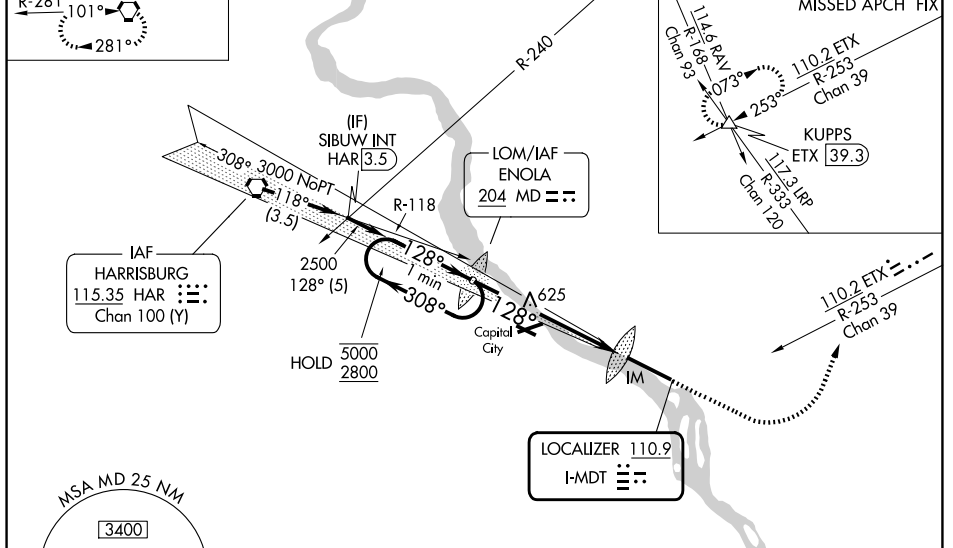 R-281
101°
281°
R-240
MISSED APCH FIX
114.6 RAV
R-168
Chan 93
110.2 ETX
R-253
Chan 39
073°
253°
KUPPS
ETX 39.3
117.3 LRP
R-333
Chan 120
(IF)
SIBUW INT
HAR 3.5
308° 3000 NoPT
118°
(3.5)
R-118
LOM/IAF
ENOLA
204 MD
IAF
HARRISBURG
115.35 HAR
Chan 100 (Y)
2500
128° (5)
128°
1 min
308°
128°
625
Capital
City
HOLD 5000
2800
IM
110.2 ETX
R-253
Chan 39
LOCALIZER 110.9
I-MDT
MSA MD 25 NM
3400